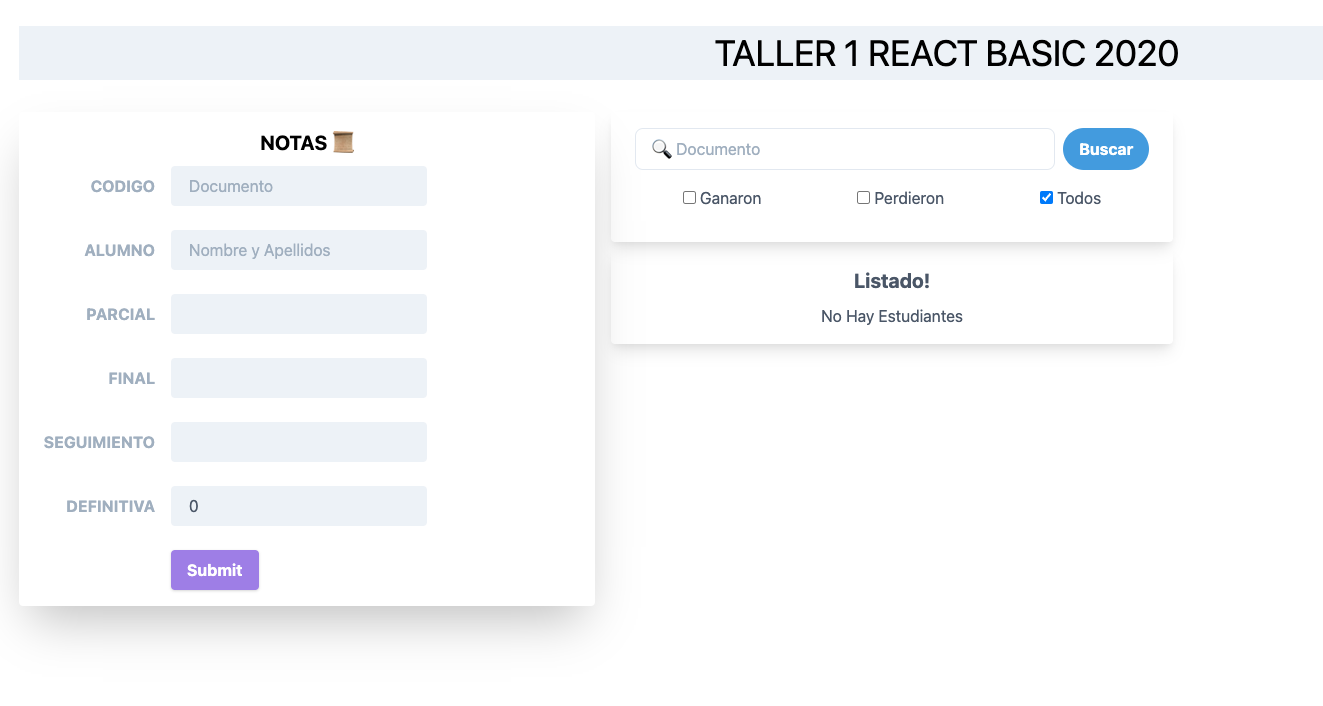 TALLER 1 REACT BASIC 2020
NOTAS
CODIGO Documento
ALUMNO Nombre y Apellidos
PARCIAL
FINAL
SEGUIMIENTO
DEFINITIVA 0
Submit
Documento Buscar
Ganaron Perdieron Todos
Listado!
No Hay Estudiantes